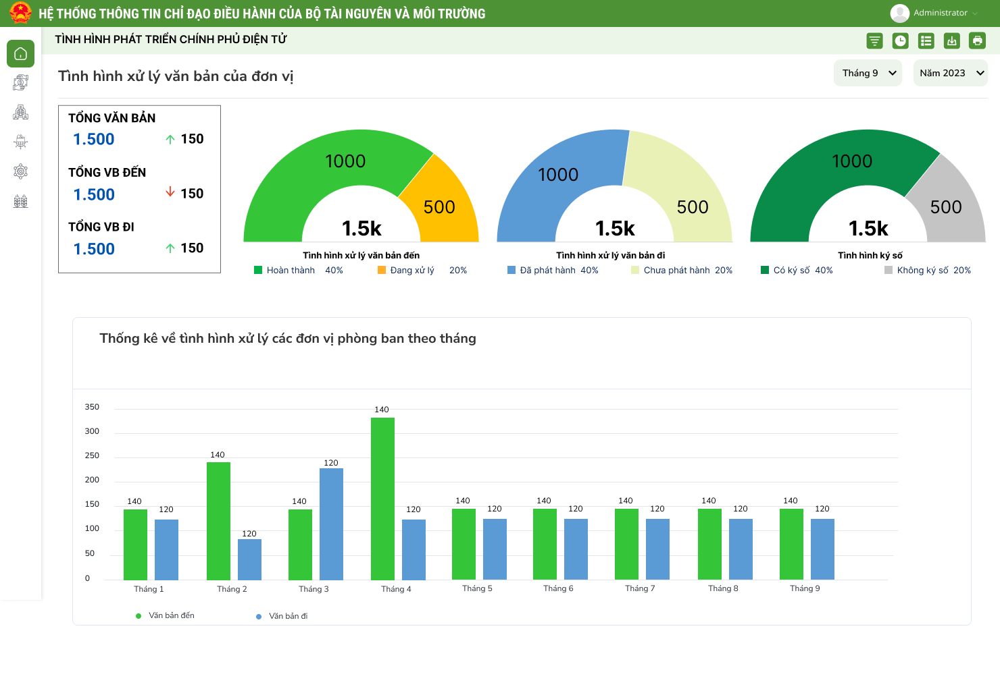 HỆ THỐNG THÔNG TIN CHỈ ĐẠO ĐIỀU HÀNH CỦA BỘ TÀI NGUYÊN VÀ MÔI TRƯỜNG
Administrator
TÌNH HÌNH PHÁT TRIỂN CHÍNH PHỦ ĐIỆN TỬ
Tình hình xử lý văn bản của đơn vị
Tháng 9
Năm 2023
TỔNG VĂN BẢN
1.500
150
TỔNG VB ĐẾN
1.500
150
TỔNG VB ĐI
1.500
150
1000
500
1.5k
Tình hình xử lý văn bản đến
Hoàn thành 40%
Đang xử lý 20%
1000
500
1.5k
Tình hình xử lý văn bản đi
Đã phát hành 40%
Chưa phát hành 20%
1000
500
1.5k
Tình hình ký số
Có ký số 40%
Không ký số 20%
Thống kê về tình hình xử lý các đơn vị phòng ban theo tháng
350
300
250
200
150
100
50
0
140
120
140
120
140
120
140
120
140
120
140
120
140
120
140
120
140
120
Tháng 1
Tháng 2
Tháng 3
Tháng 4
Tháng 5
Tháng 6
Tháng 7
Tháng 8
Tháng 9
Văn bản đến
Văn bản đi